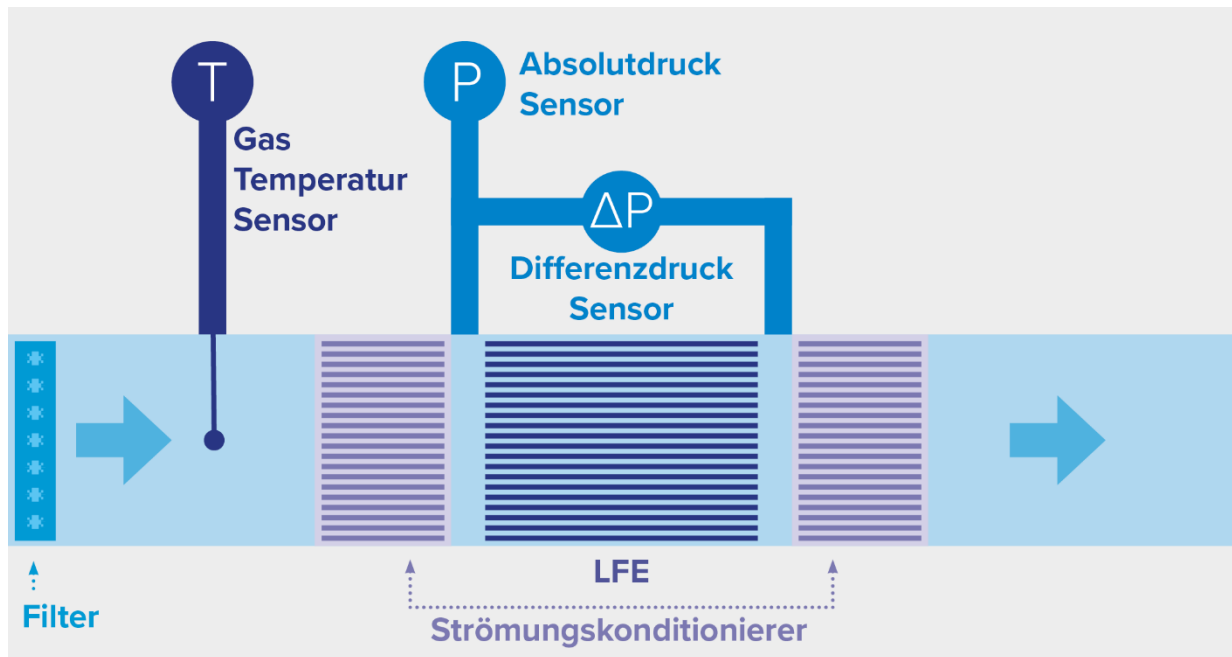 T
Gas
Temperatur
Sensor
P
Absolutdruck
Sensor
ΔP
Differenzdruck
Sensor
LFE
Filter
Strömungskonditionierer